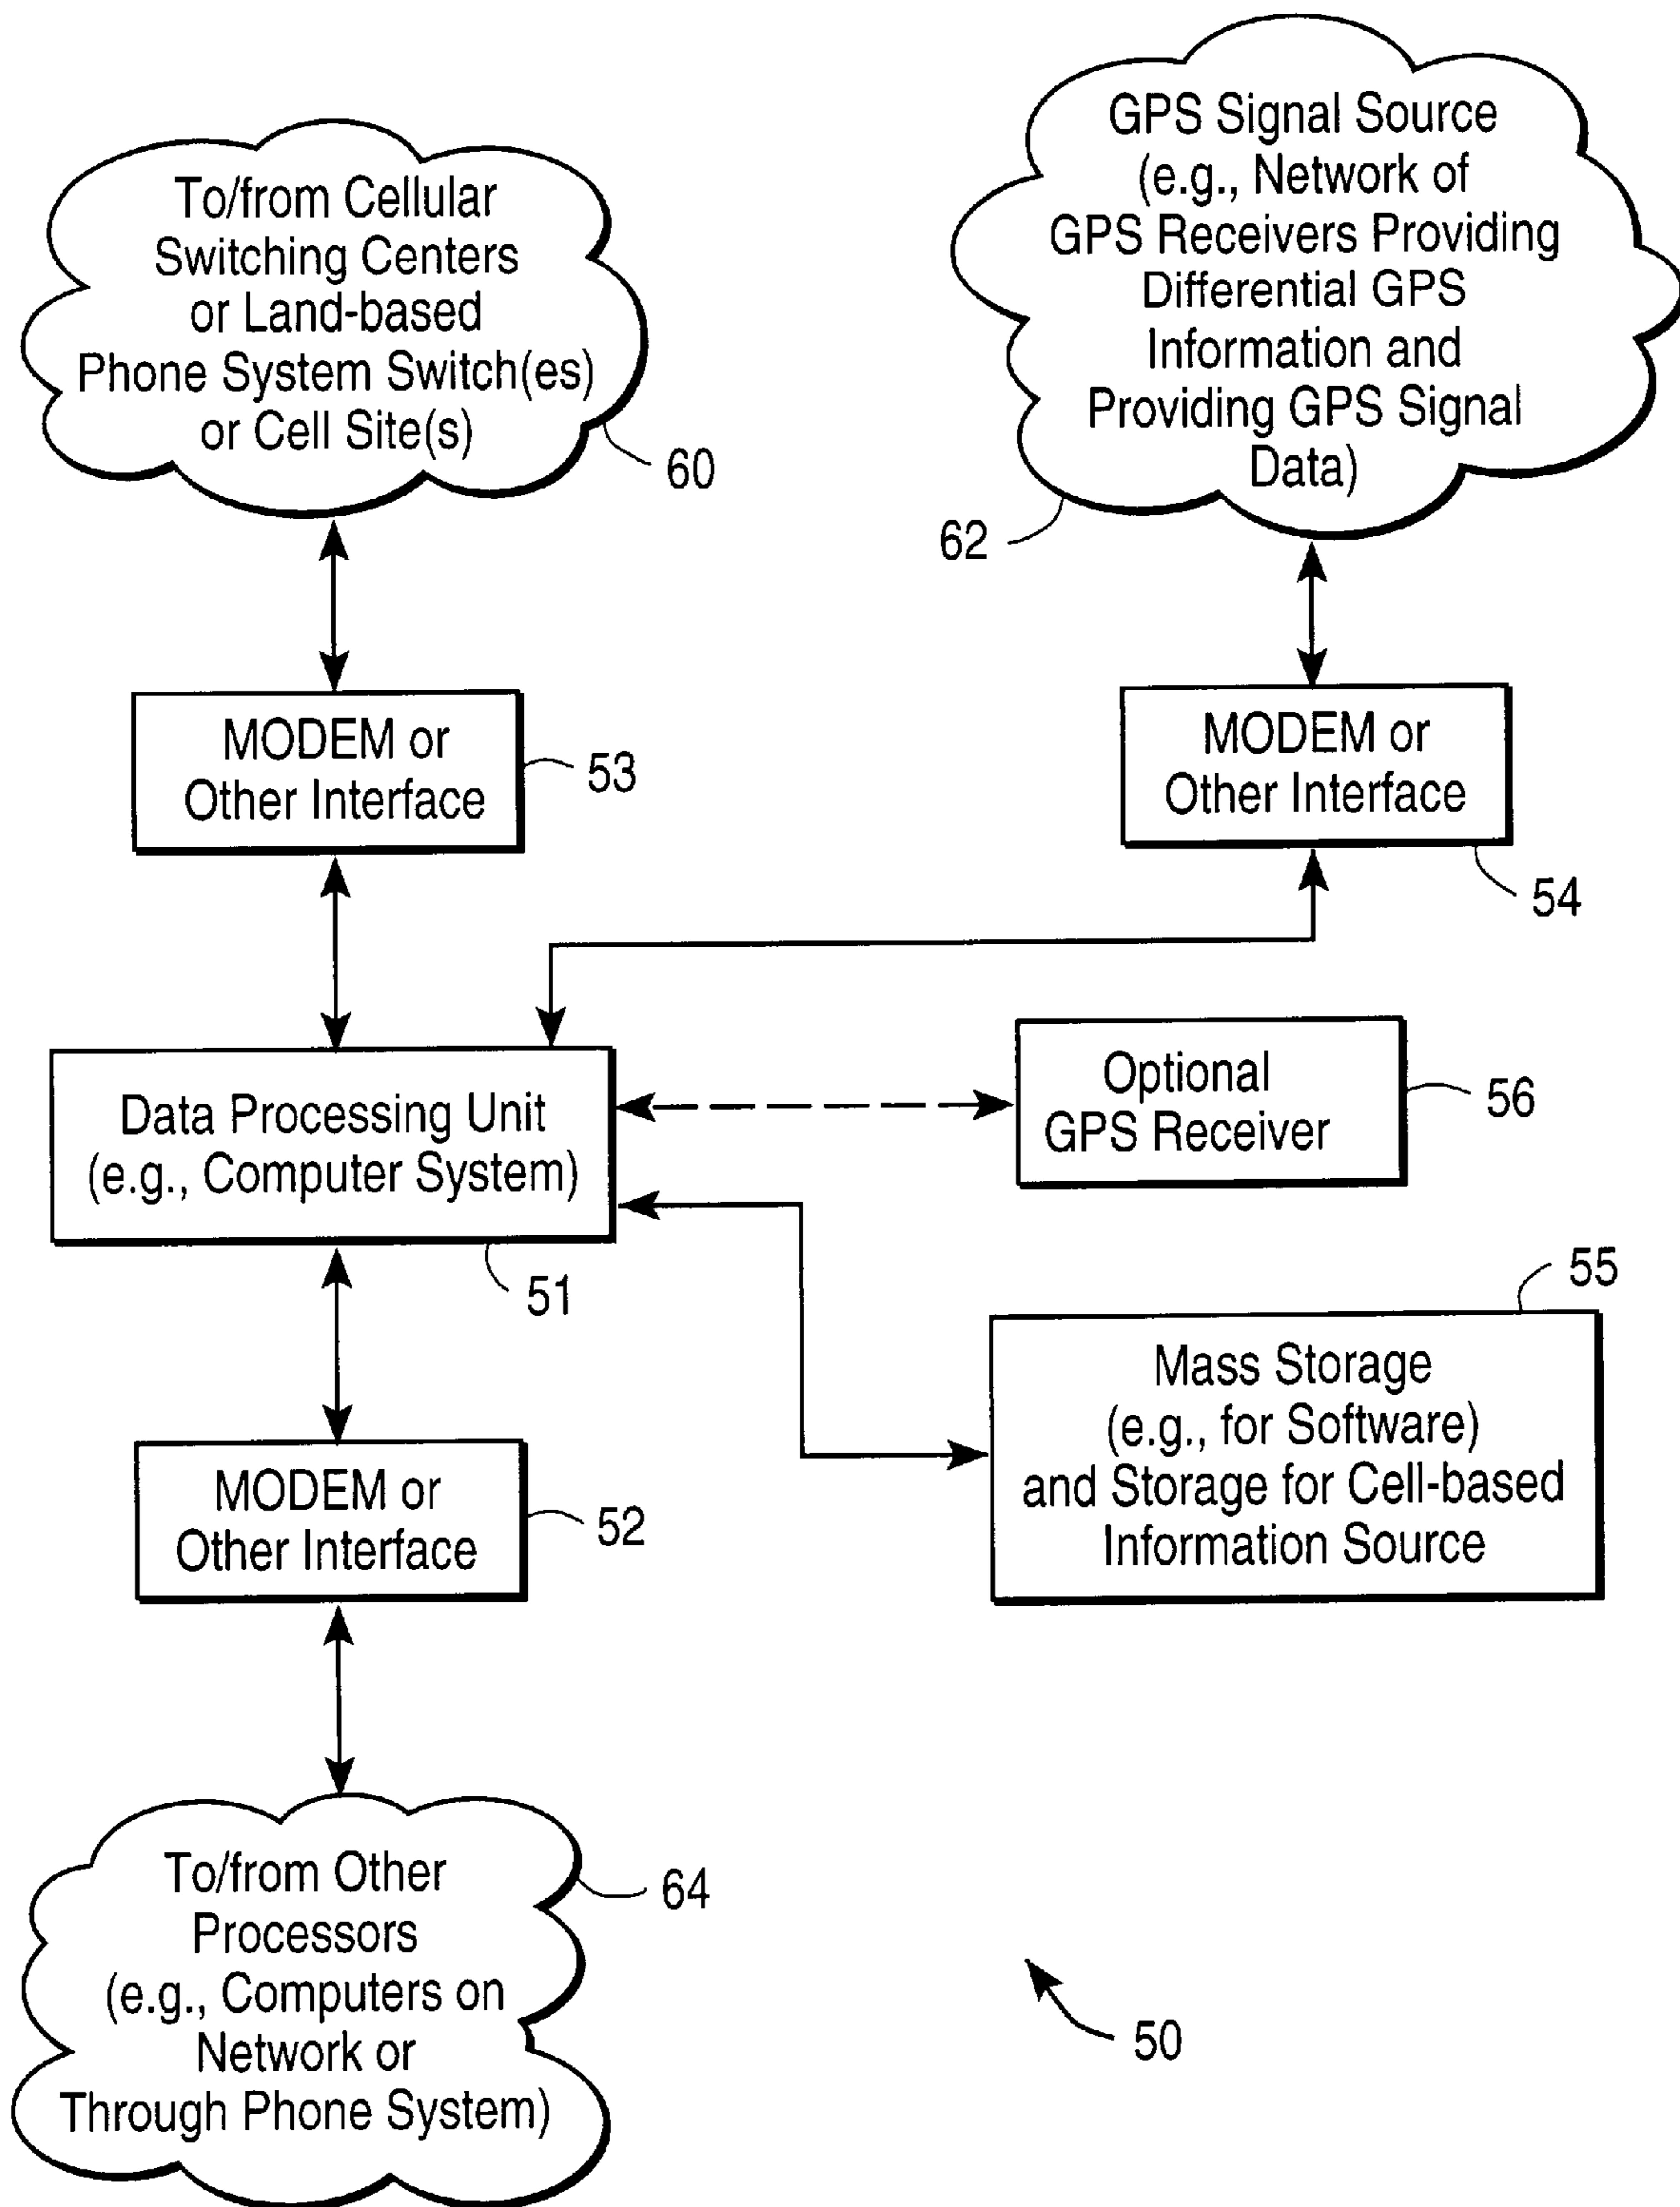 To/from Cellular
Switching Centers
or Land-based
Phone System Switch(es)
or Cell Site(s)
60
GPS Signal Source
(e.g., Network of
GPS Receivers Providing
Differential GPS
Information and
Providing GPS Signal
Data)
62
MODEM or
Other Interface
53
MODEM or
Other Interface
54
Data Processing Unit
(e.g., Computer System)
51
Optional
GPS Receiver
56
55
Mass Storage
(e.g., for Software)
and Storage for Cell-based
Information Source
MODEM or
Other Interface
52
To/from Other
Processors
(e.g., Computers on
Network or
Through Phone System)
64
50